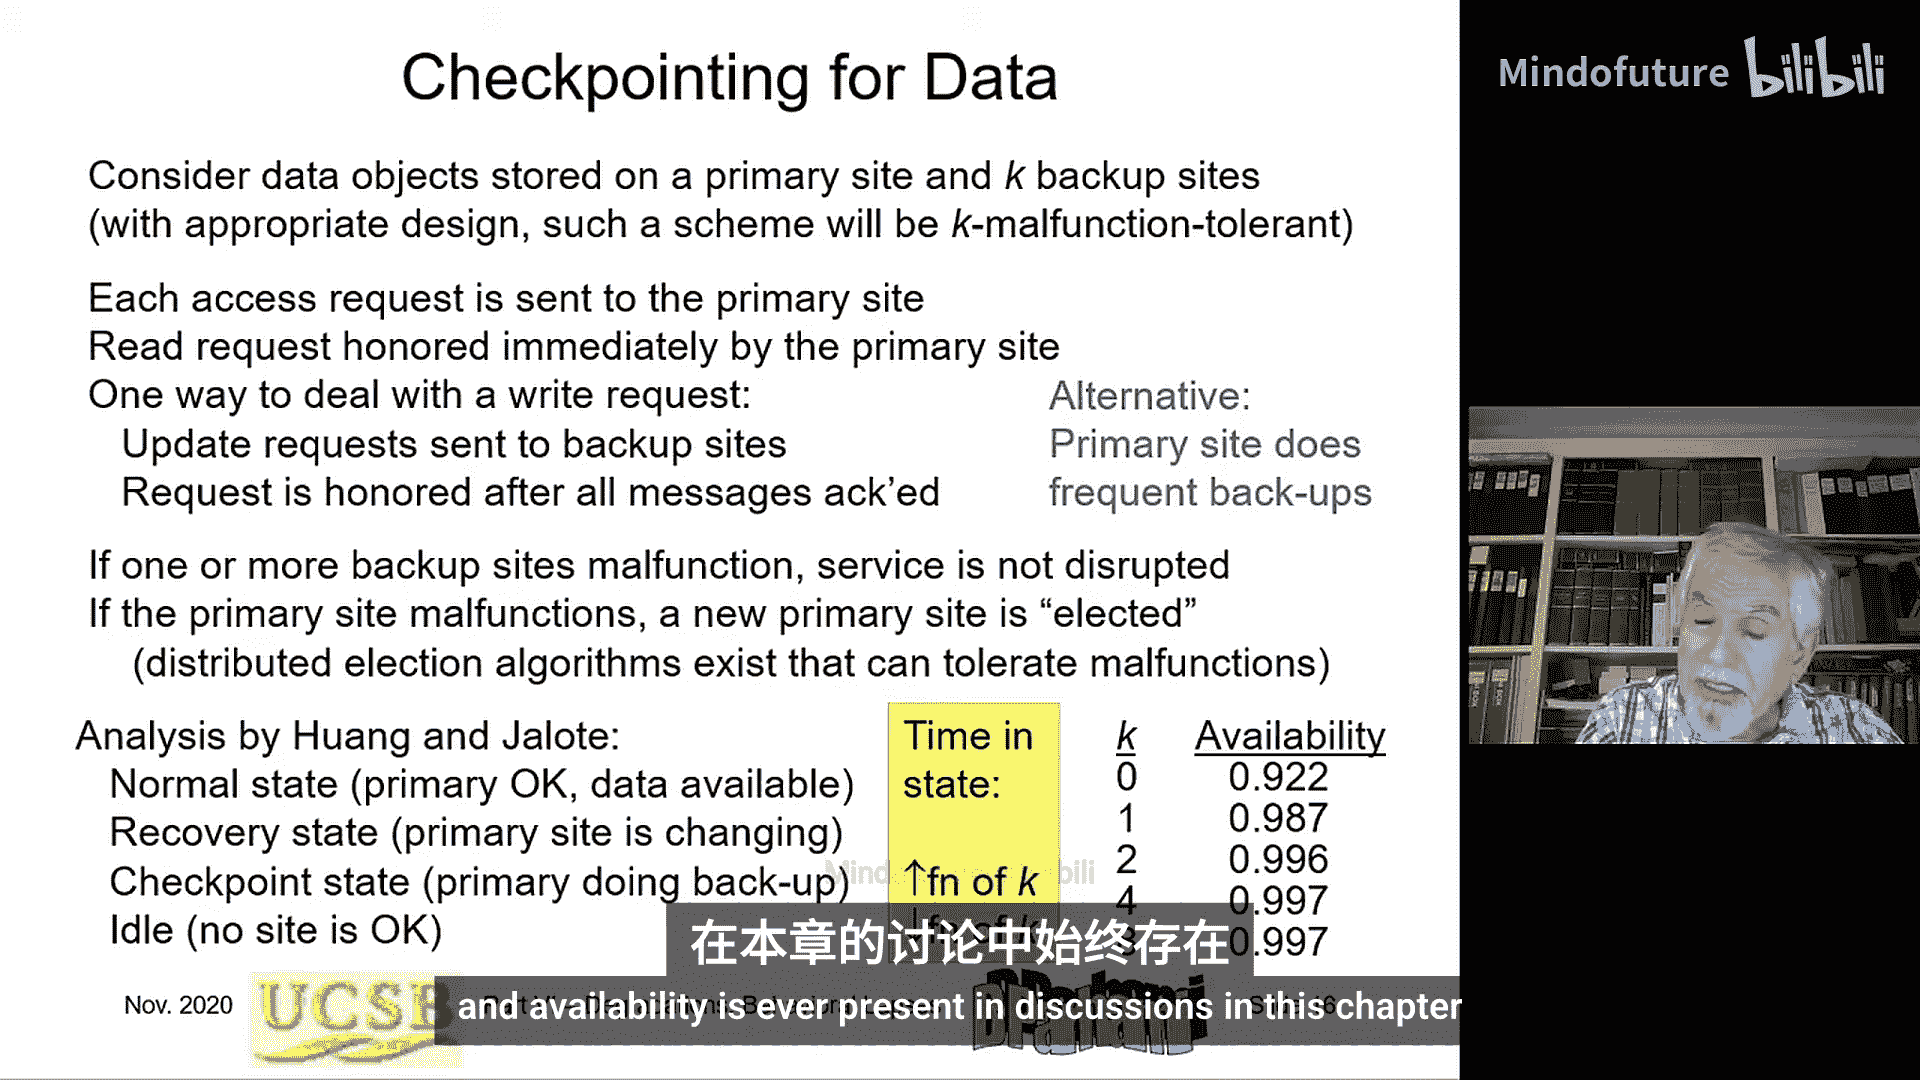 Checkpointing for Data
Mindofuture bilibili
Consider data objects stored on a primary site and k backup sites
(with appropriate design, such a scheme will be k-malfunction-tolerant)
Each access request is sent to the primary site
Read request honored immediately by the primary site
One way to deal with a write request:
Update requests sent to backup sites
Request is honored after all messages ack’ed
Alternative:
Primary site does
frequent back-ups
If one or more backup sites malfunction, service is not disrupted
If the primary site malfunctions, a new primary site is “elected”
(distributed election algorithms exist that can tolerate malfunctions)
Analysis by Huang and Jalote:
Normal state (primary OK, data available)
Recovery state (primary site is changing)
Checkpoint state (primary doing back-up)
Idle (no site is OK)
Time in
state:
↑fn of k
k Availability
0 0.922
1 0.987
2 0.996
4 0.997
0.997
在本章的讨论中始终存在
and availability is ever present in discussions in this chapter
Nov. 2020
UCSB
B. Parhami